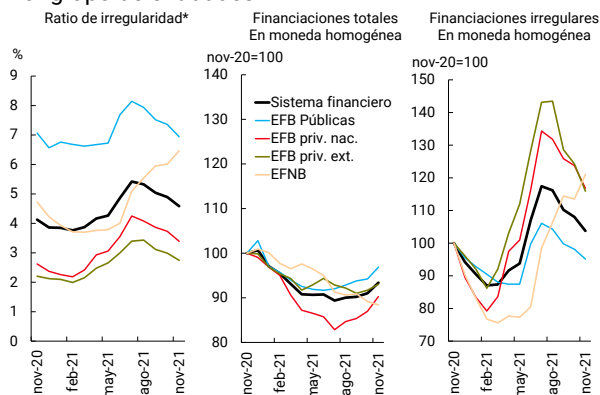 Ratio de irregularidad*
Financiaciones totales
En moneda homogénea
Financiaciones irregulares
En moneda homogénea
%
nov-20=100
nov-20=100
9
8
7
6
5
4
3
2
1
0
nov-20
feb-21
may-21
ago-21
nov-21
140
130
120
110
100
90
80
Sistema financiero
EFB Públicas
EFB priv. nac.
EFB priv. ext.
EFNB
nov-20
feb-21
may-21
ago-21
nov-21
150
140
130
120
110
100
90
80
70
nov-20
feb-21
may-21
ago-21
nov-21